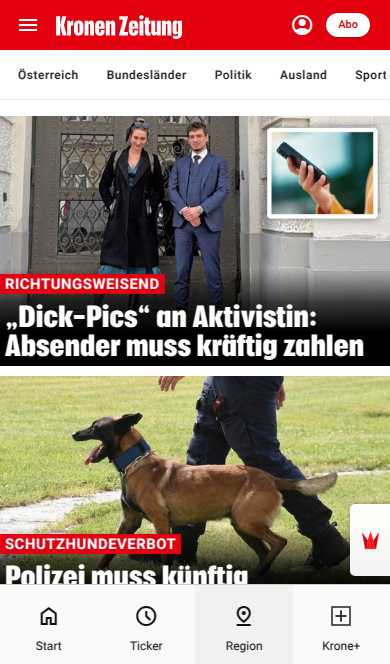 Kronen Zeitung
Abo
Österreich Bundesländer Politik Ausland Sport
RICHTUNGSWEISEND
„Dick-Pics“ an Aktivistin:
Absender muss kräftig zahlen
SCHUTZHUNDEVERBOT
Polizei muss künftig
Start Ticker Region Krone+